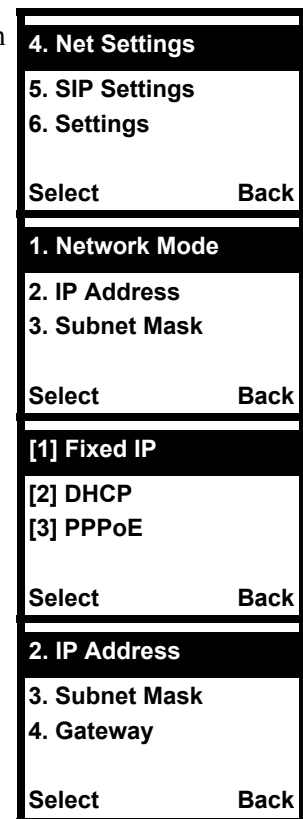 n
4. Net Settings
5. SIP Settings
6. Settings
Select Back
1. Network Mode
2. IP Address
3. Subnet Mask
Select Back
[1] Fixed IP
[2] DHCP
[3] PPPoE
Select Back
2. IP Address
3. Subnet Mask
4. Gateway
Select Back